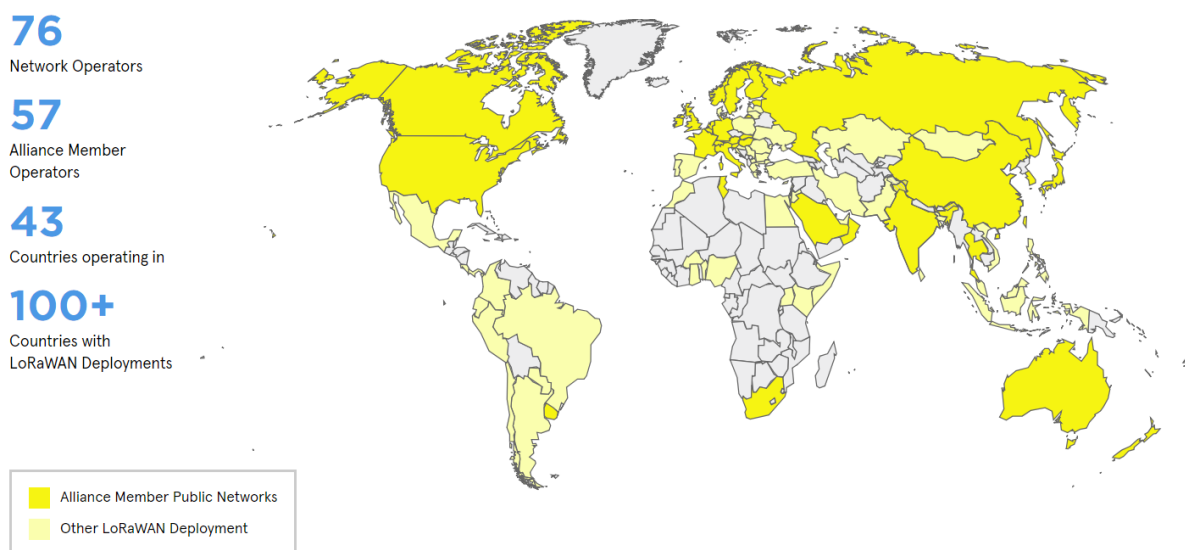 76
Network Operators
57
Alliance Member
Operators
43
Countries operating in
100+
Countries with
LoRaWAN Deployments
Alliance Member Public Networks
Other LoRaWAN Deployment